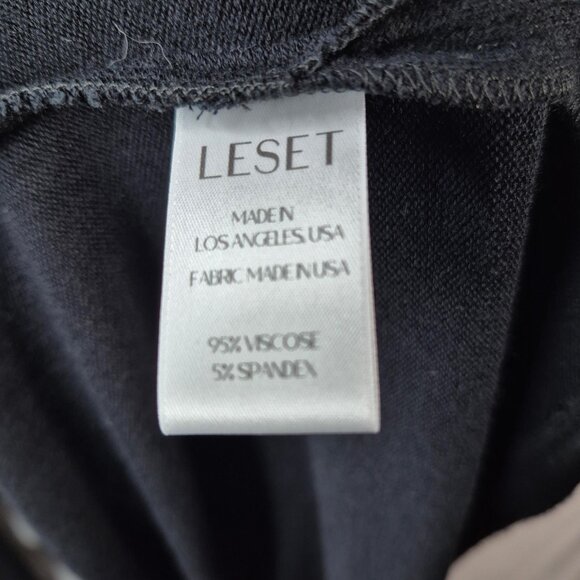 LESET
MADE IN
LOS ANGELES, USA
FABRIC MADE IN USA
95% VISCOSE
5% SPANDEX